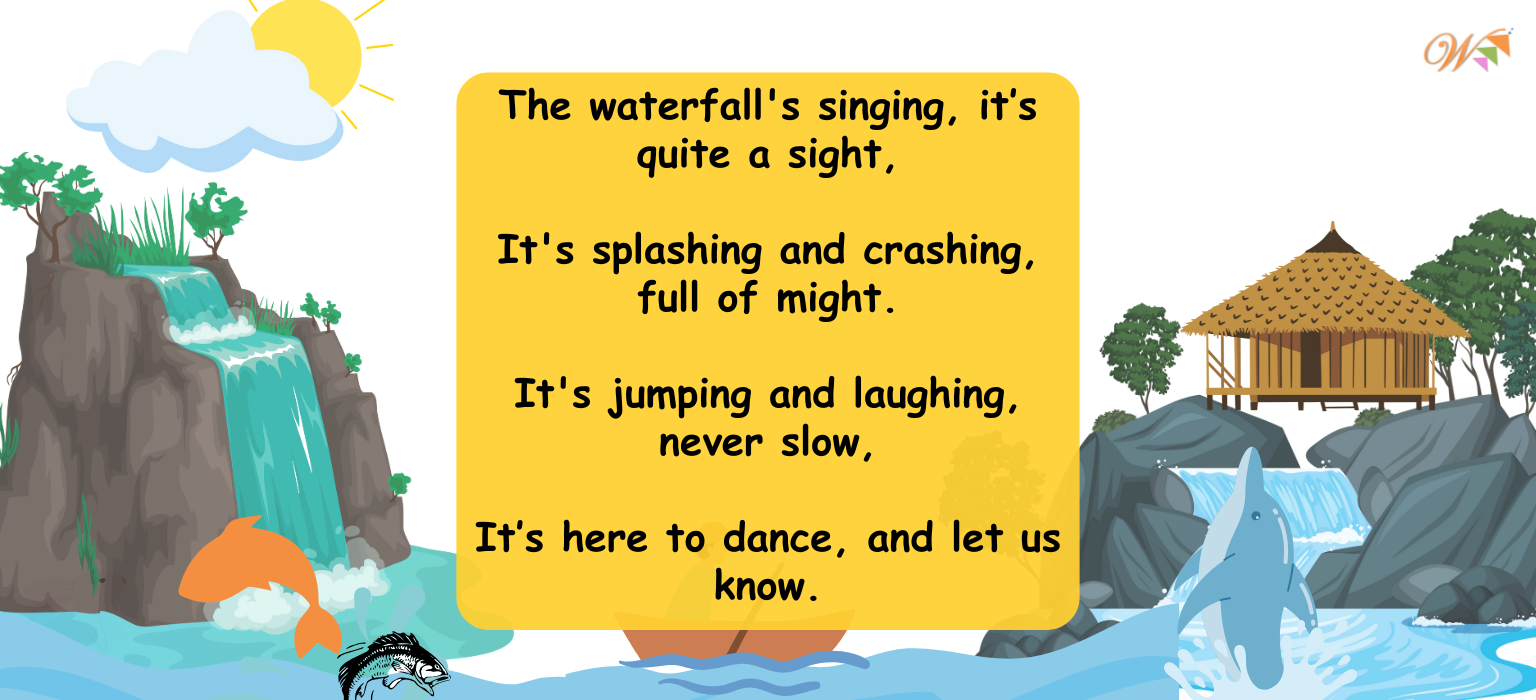 W
The waterfall's singing, it’s
quite a sight,
It's splashing and crashing,
full of might.
It's jumping and laughing,
never slow,
It’s here to dance, and let us
know.